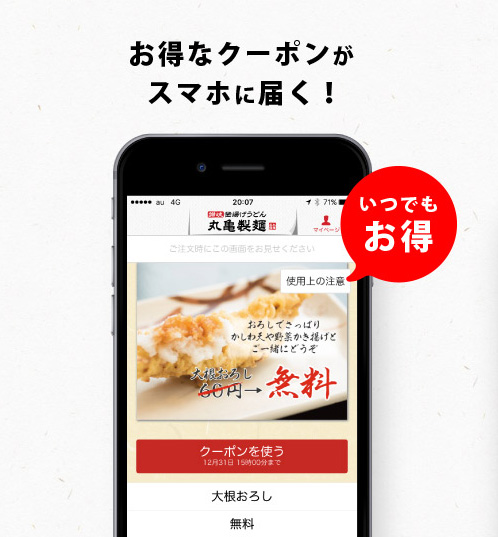 お得なクーポンが
スマホに届く！
いつでも
お得
au 4G 20:07 71%
讃岐釜揚げうどん
丸亀製麺
マイページ
ご注文時にこの画面をお見せください
使用上の注意
おろしでさっぱり
かしわ天や野菜かき揚げと
ご一緒にどうぞ
大根おろし
60円→無料
クーポンを使う
12月31日 15時00分まで
大根おろし
無料